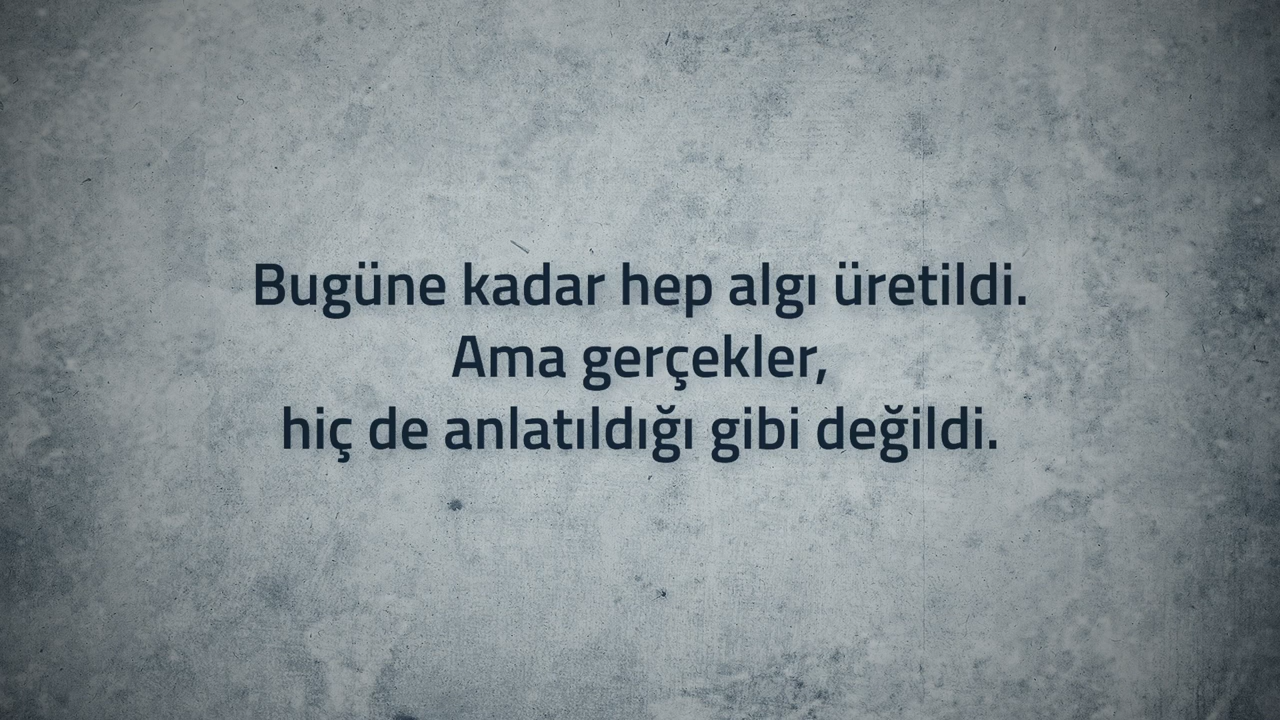 Bugüne kadar hep algı üretildi.
Ama gerçekler,
hiç de anlatıldığı gibi değildi.